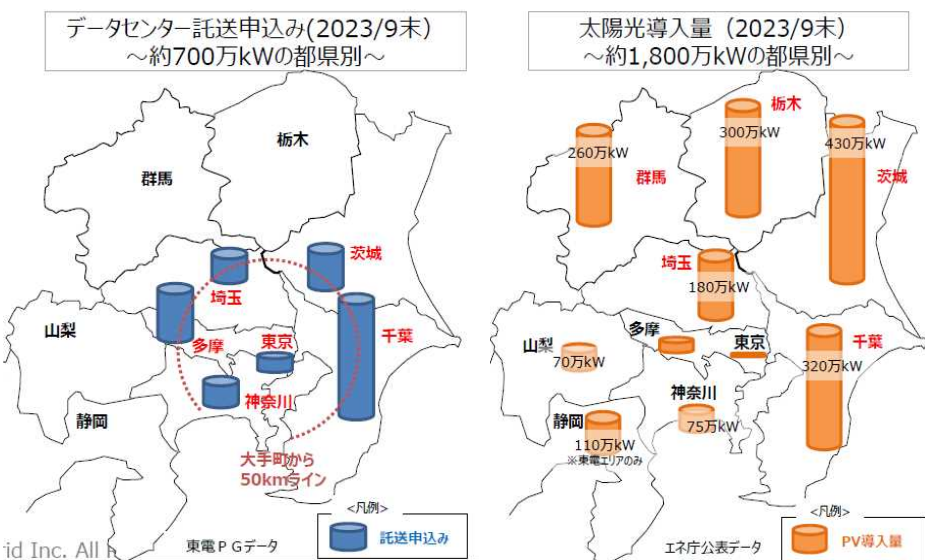 データセンター託送申込み(2023/9末)
~約700万kWの都県別~
栃木
群馬
茨城
埼玉
山梨
多摩
東京
千葉
神奈川
静岡
大手町から
50kmライン
<凡例>
託送申込み
東電PGデータ
id Inc. All
太陽光導入量(2023/9末)
~約1,800万kWの都県別~
栃木
300万kW
260万kW
430万kW
群馬
茨城
埼玉
180万kW
多摩
東京
千葉
山梨
70万kW
320万kW
神奈川
静岡
75万kW
110万kW
※東電エリアのみ
<凡例>
PV導入量
エネ庁公表データ